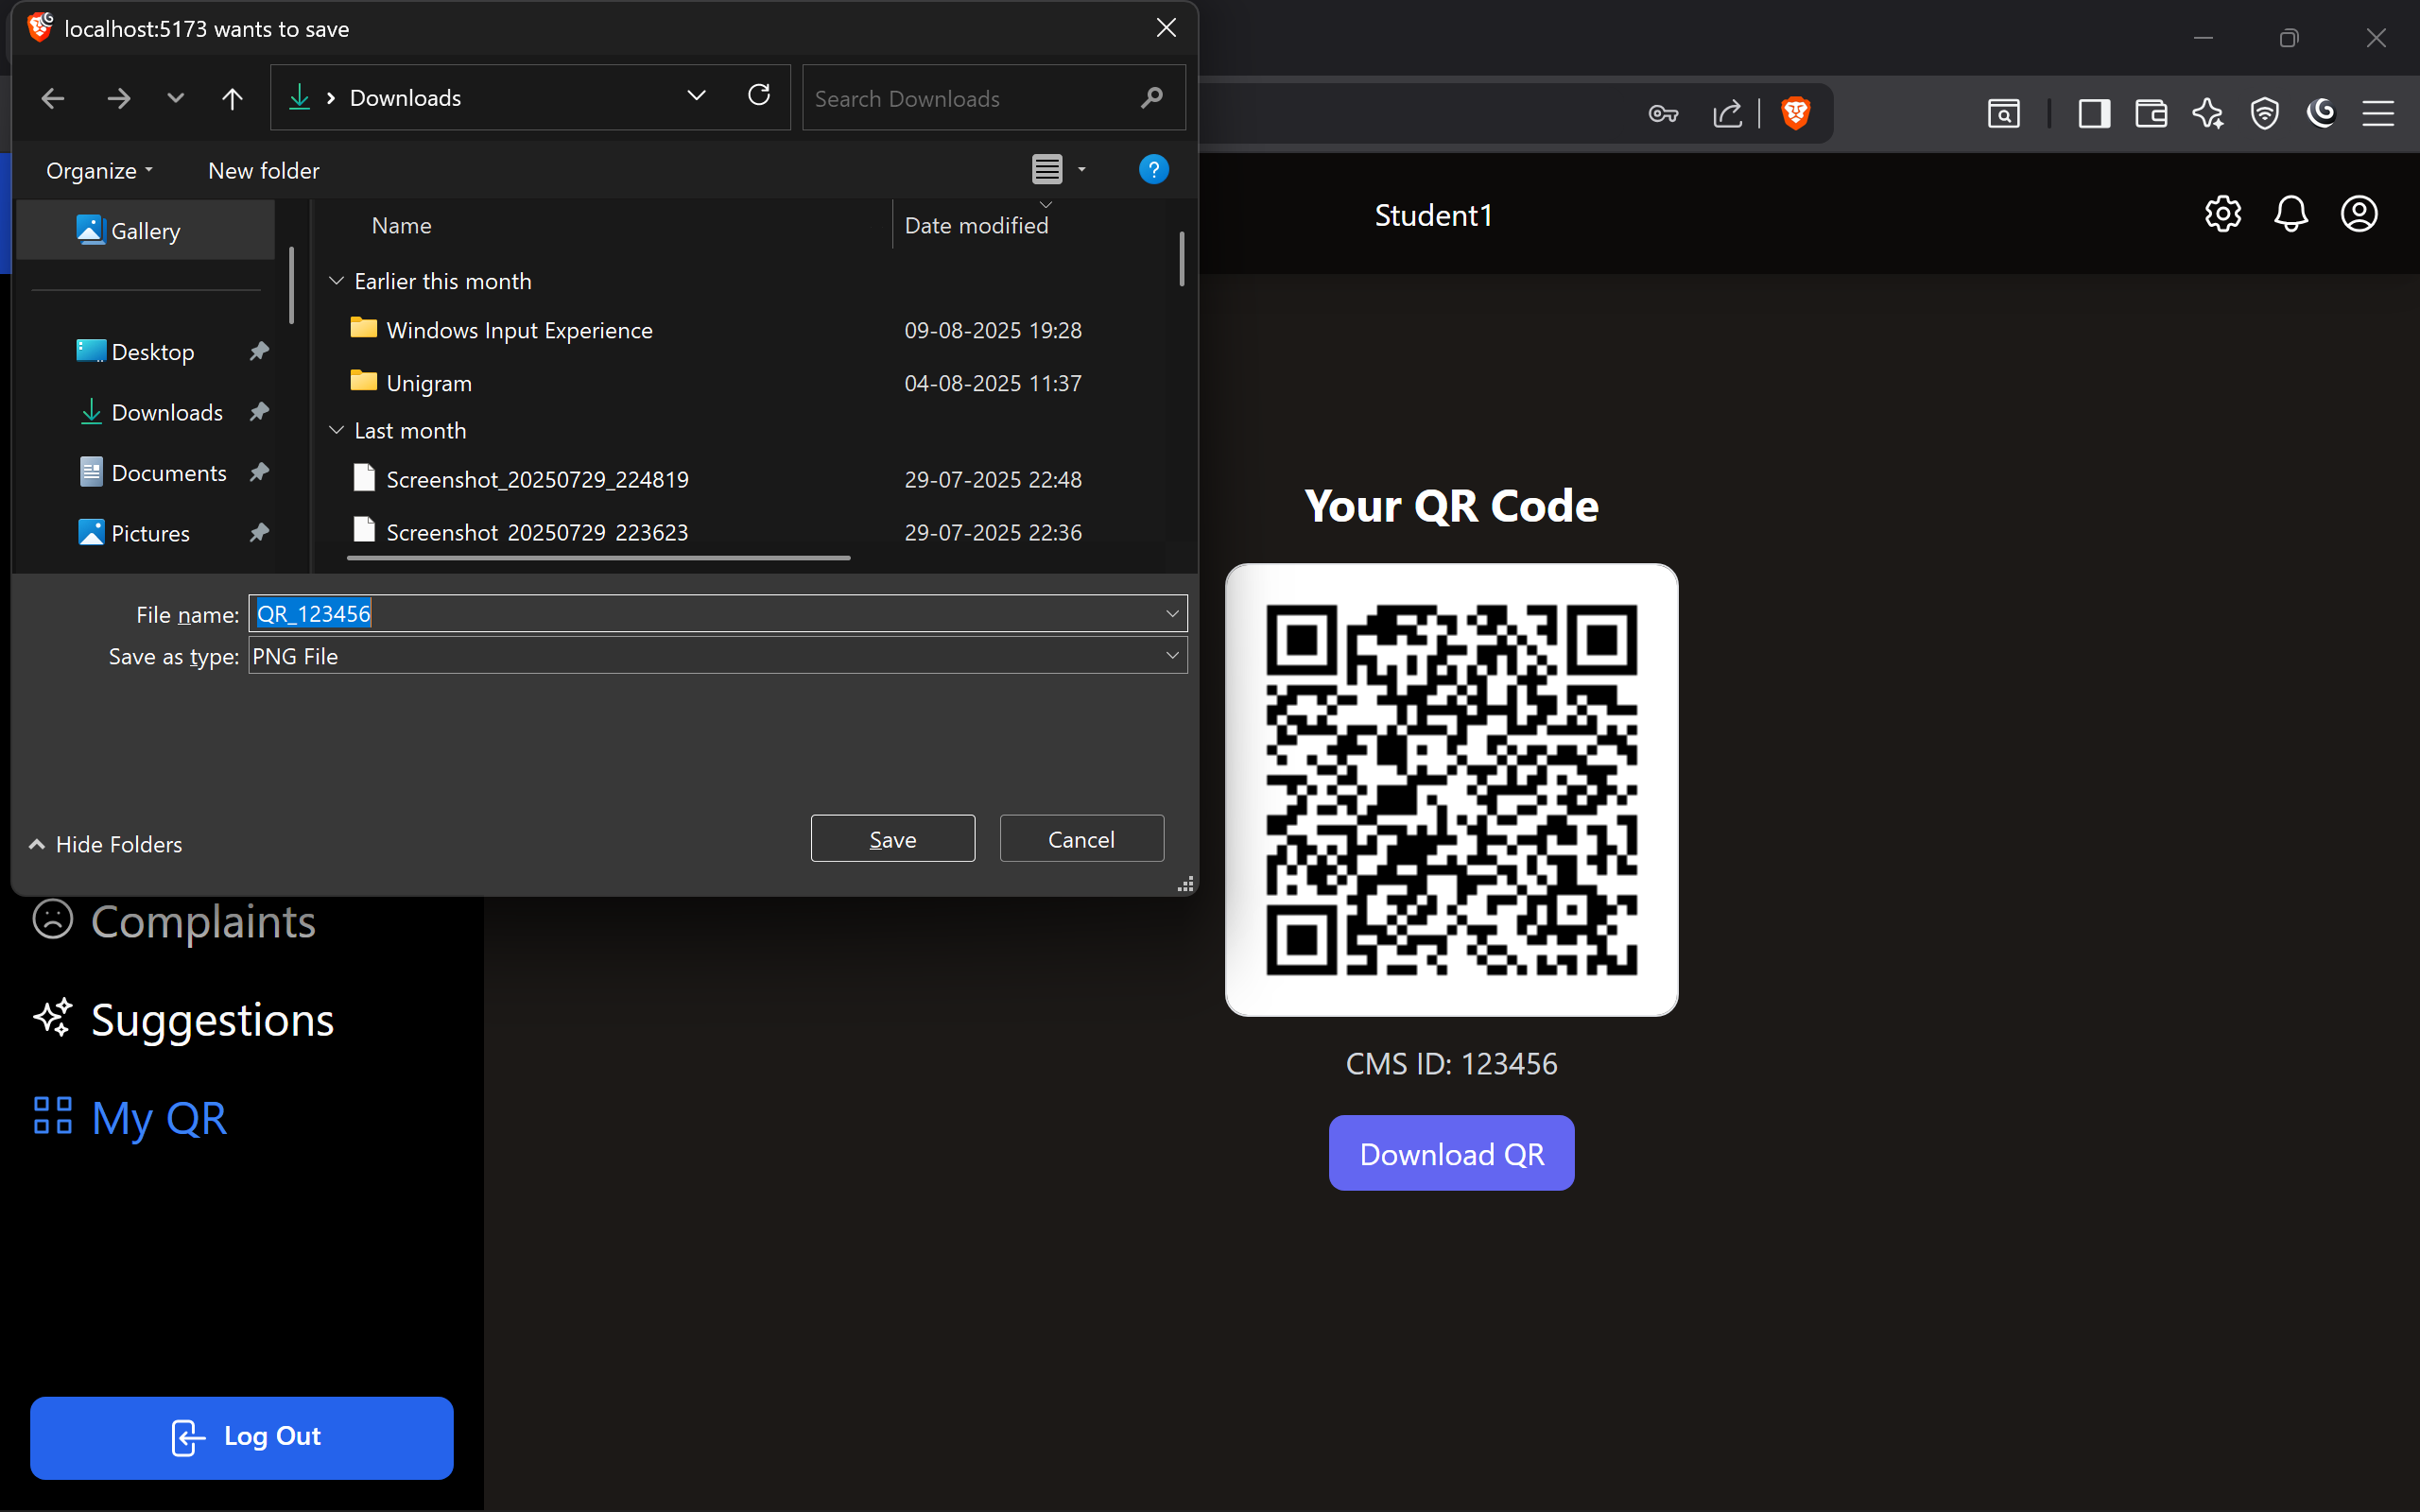 localhost:5173 wants to save
Downloads
Search Downloads
Organize
New folder
Gallery
Name
Date modified
Earlier this month
Windows Input Experience 09-08-2025 19:28
Desktop
Unigram 04-08-2025 11:37
Downloads
Last month
Documents
Screenshot_20250729_224819 29-07-2025 22:48
Pictures
Screenshot_20250729_223623 29-07-2025 22:36
File name: QR_123456
Save as type: PNG File
Hide Folders
Save
Cancel
Student1
Your QR Code
CMS ID: 123456
Download QR
Complaints
Suggestions
My QR
Log Out